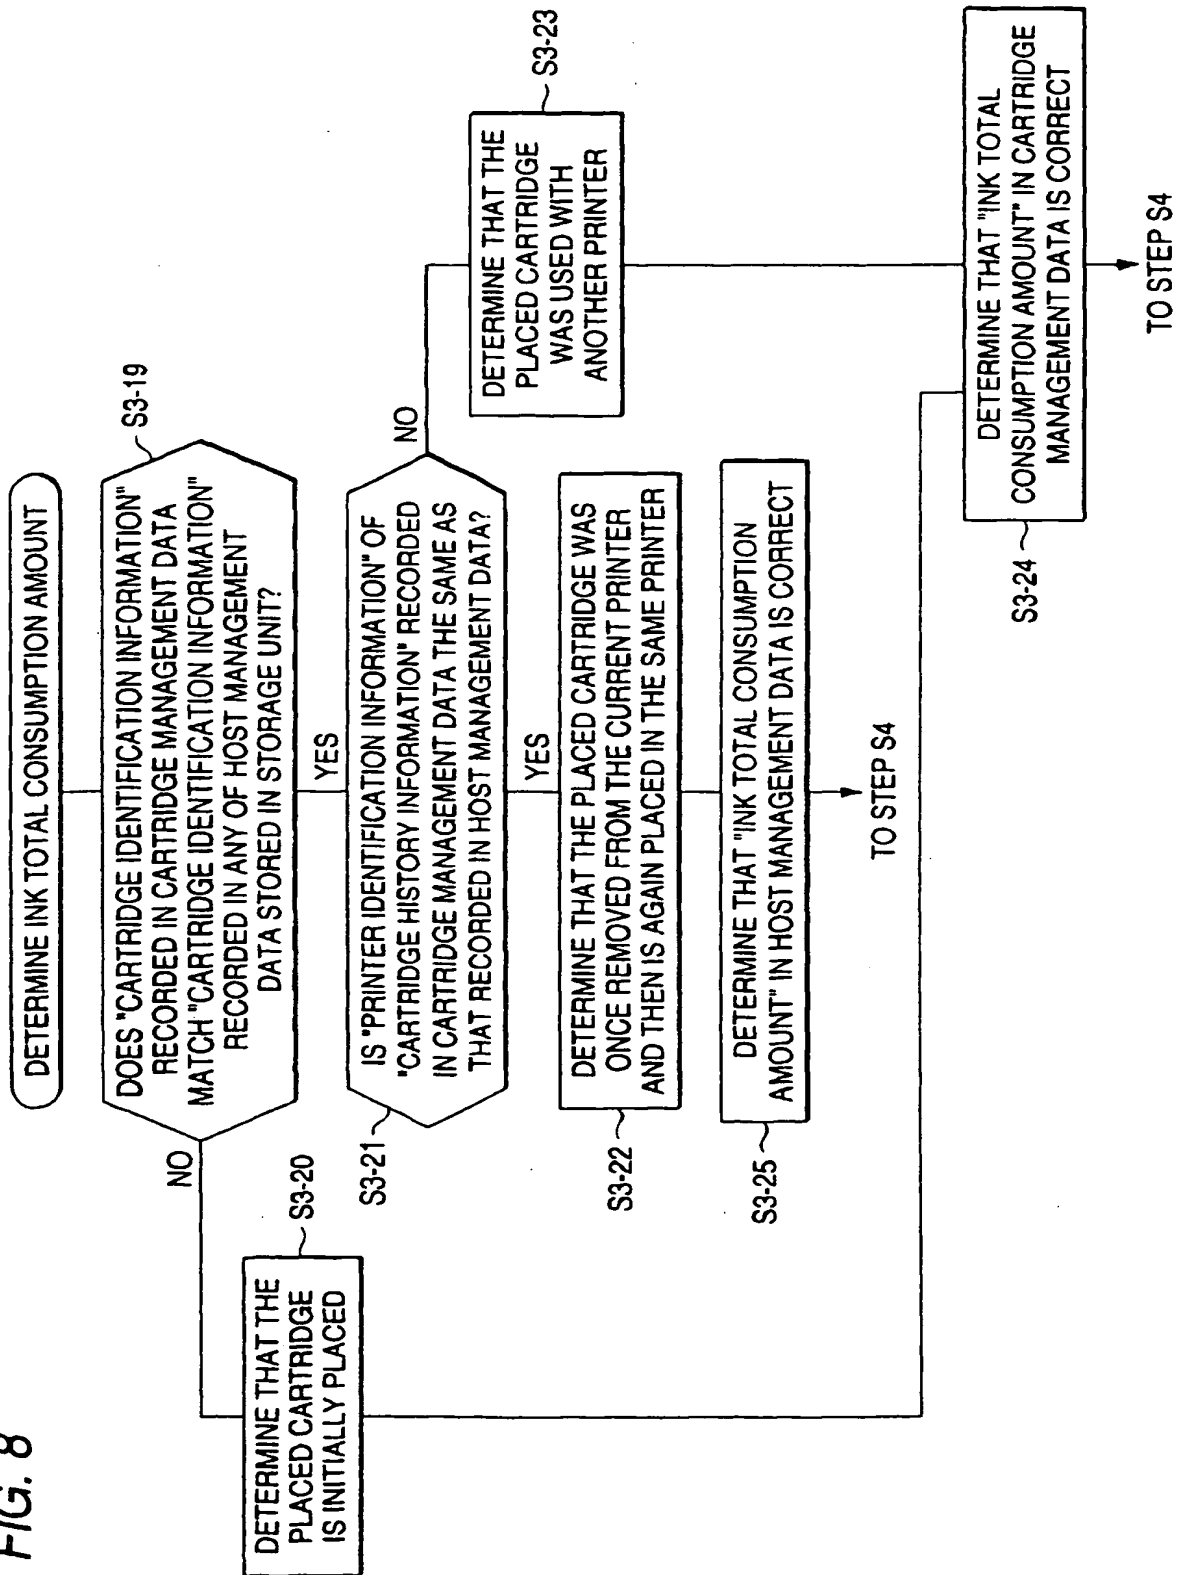 FIG. 8
DETERMINE INK TOTAL CONSUMPTION AMOUNT
DOES "CARTRIDGE IDENTIFICATION INFORMATION"
RECORDED IN CARTRIDGE MANAGEMENT DATA
MATCH "CARTRIDGE IDENTIFICATION INFORMATION"
RECORDED IN ANY OF HOST MANAGEMENT
DATA STORED IN STORAGE UNIT?
S3-19
NO
YES
DETERMINE THAT THE
PLACED CARTRIDGE
IS INITIALLY PLACED
S3-20
IS "PRINTER IDENTIFICATION INFORMATION" OF
"CARTRIDGE HISTORY INFORMATION" RECORDED
IN CARTRIDGE MANAGEMENT DATA THE SAME AS
THAT RECORDED IN HOST MANAGEMENT DATA?
S3-21
NO
YES
DETERMINE THAT THE
PLACED CARTRIDGE
WAS USED WITH
ANOTHER PRINTER
S3-23
DETERMINE THAT THE PLACED CARTRIDGE WAS
ONCE REMOVED FROM THE CURRENT PRINTER
AND THEN IS AGAIN PLACED IN THE SAME PRINTER
S3-22
DETERMINE THAT "INK TOTAL CONSUMPTION
AMOUNT" IN HOST MANAGEMENT DATA IS CORRECT
S3-25
TO STEP S4
DETERMINE THAT "INK TOTAL
CONSUMPTION AMOUNT" IN CARTRIDGE
MANAGEMENT DATA IS CORRECT
S3-24
TO STEP S4